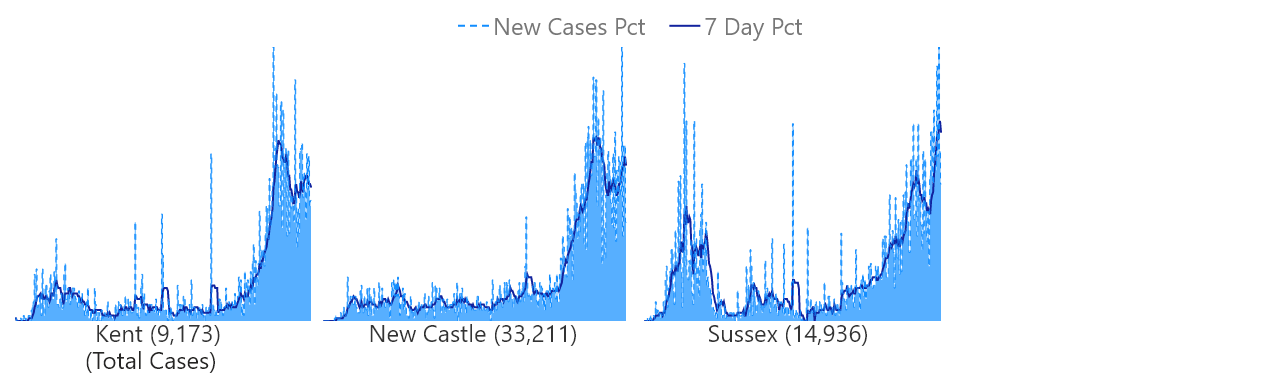 New Cases Pct 7 Day Pct
Kent (9,173) New Castle (33,211) Sussex (14,936)
(Total Cases)